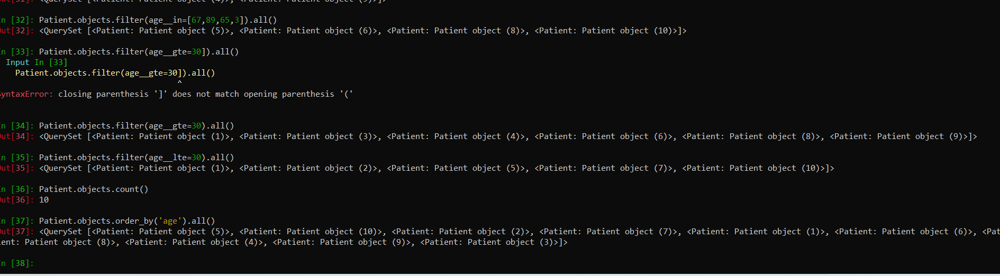 <QuerySet [<Patient: Patient object (4)>, <Patient: Patient object (9)>]>
n [32]: Patient.objects.filter(age__in=[67,89,65,3]).all()
ut[32]: <QuerySet [<Patient: Patient object (5)>, <Patient: Patient object (6)>, <Patient: Patient object (8)>, <Patient: Patient object (10)>]>
n [33]: Patient.objects.filter(age__gte=30]).all()
Input In [33]
Patient.objects.filter(age__gte=30]).all()
^
yntaxError: closing parenthesis ']' does not match opening parenthesis '('
n [34]: Patient.objects.filter(age__gte=30).all()
ut[34]: <QuerySet [<Patient: Patient object (1)>, <Patient: Patient object (3)>, <Patient: Patient object (4)>, <Patient: Patient object (6)>, <Patient: Patient object (8)>, <Patient: Patient object (9)>]>
n [35]: Patient.objects.filter(age__lte=30).all()
ut[35]: <QuerySet [<Patient: Patient object (1)>, <Patient: Patient object (2)>, <Patient: Patient object (5)>, <Patient: Patient object (7)>, <Patient: Patient object (10)>]>
n [36]: Patient.objects.count()
ut[36]: 10
n [37]: Patient.objects.order_by('age').all()
ut[37]: <QuerySet [<Patient: Patient object (5)>, <Patient: Patient object (10)>, <Patient: Patient object (2)>, <Patient: Patient object (7)>, <Patient: Patient object (1)>, <Patient: Patient object (6)>, <Pat
ent: Patient object (8)>, <Patient: Patient object (4)>, <Patient: Patient object (9)>, <Patient: Patient object (3)>]>
n [38]: